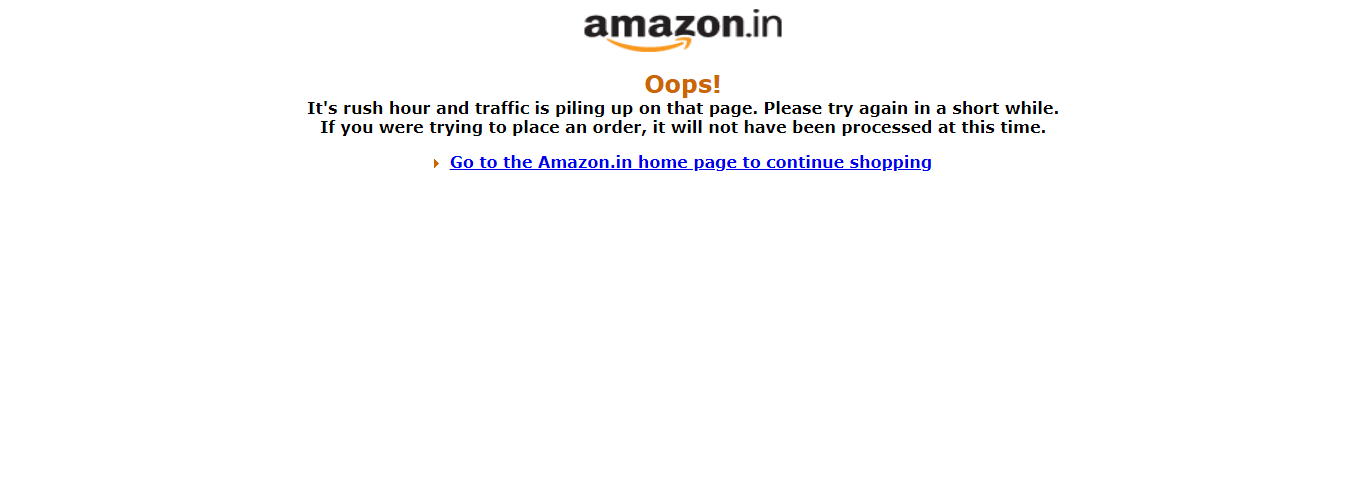 amazon.in
Oops!
It's rush hour and traffic is piling up on that page. Please try again in a short while.
If you were trying to place an order, it will not have been processed at this time.
Go to the Amazon.in home page to continue shopping